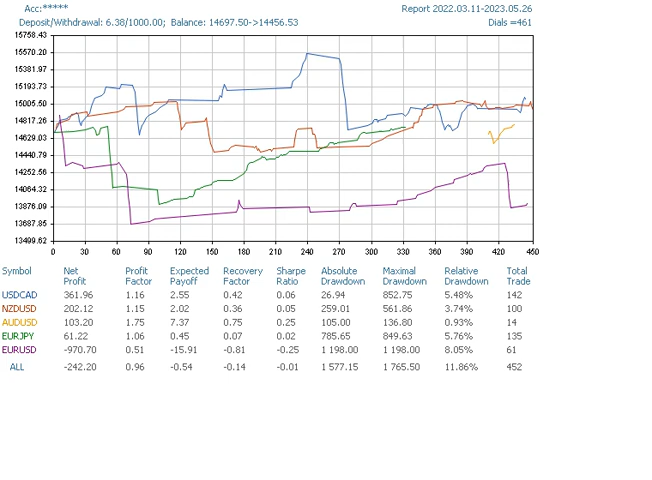 Acc:*****
Report 2022.03.11-2023.05.26
Deposit/Withdrawal: 6.38/1000.00; Balance: 14697.50->14456.53
Dials =461
15758.43
15570.20
15381.97
15193.73
15005.50
14817.26
14629.03
14440.79
14252.56
14064.32
13876.09
13687.85
13499.62
0 30 60 90 120 150 180 210 240 270 300 330 360 390 420 450
Symbol Net Profit Profit Factor Expected Payoff Recovery Factor Sharpe Ratio Absolute Drawdown Maximal Drawdown Relative Drawdown Total Trade
USDCAD 361.96 1.16 2.55 0.42 0.06 26.94 852.75 5.48% 142
NZDUSD 202.12 1.15 2.02 0.36 0.05 259.01 561.86 3.74% 100
AUDUSD 103.20 1.75 7.37 0.75 0.25 105.00 136.80 0.93% 14
EURJPY 61.22 1.06 0.45 0.07 0.02 785.65 849.63 5.76% 135
EURUSD -970.70 0.51 -15.91 -0.81 -0.25 1 198.00 1 198.00 8.05% 61
ALL -242.20 0.96 -0.54 -0.14 -0.01 1 577.15 1 765.50 11.86% 452